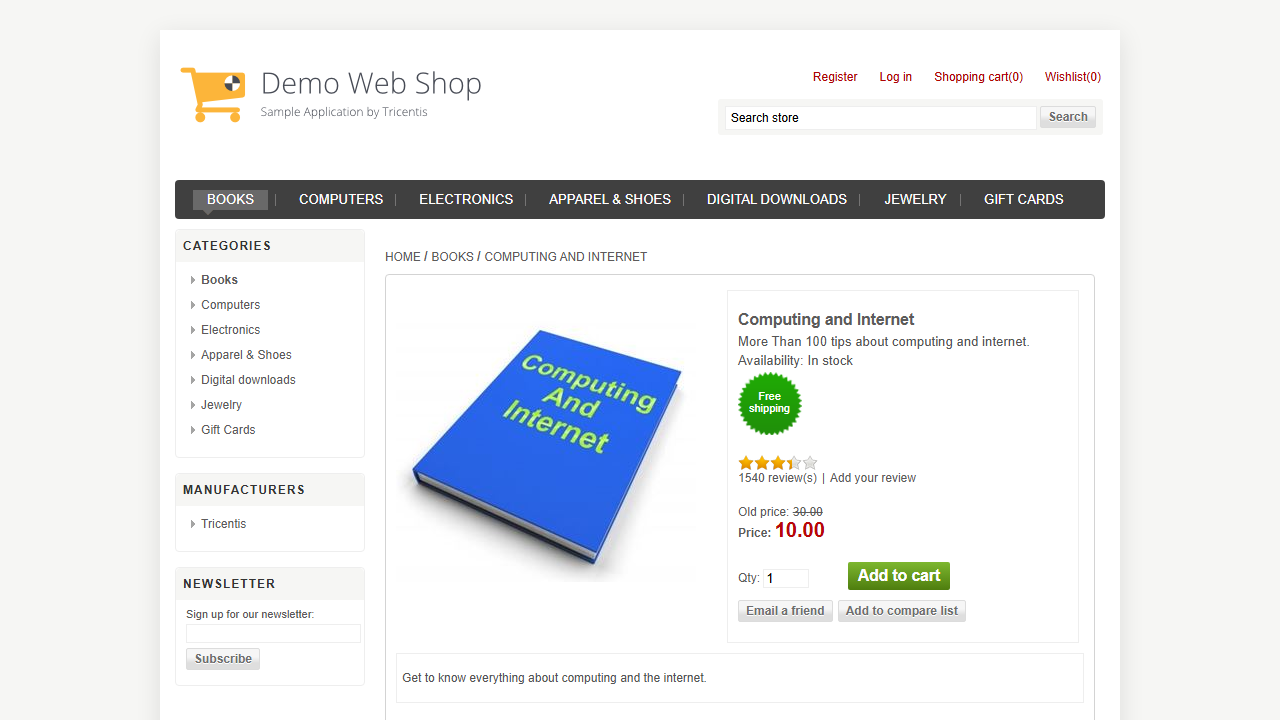 Demo Web Shop
Sample Application by Tricentis
Register Log in Shopping cart(0) Wishlist(0)
Search store Search
BOOKS COMPUTERS ELECTRONICS APPAREL & SHOES DIGITAL DOWNLOADS JEWELRY GIFT CARDS
CATEGORIES
Books
Computers
Electronics
Apparel & Shoes
Digital downloads
Jewelry
Gift Cards
MANUFACTURERS
Tricentis
NEWSLETTER
Sign up for our newsletter:
Subscribe
HOME / BOOKS / COMPUTING AND INTERNET
Computing
And
Internet
Computing and Internet
More Than 100 tips about computing and internet.
Availability: In stock
Free
shipping
1540 review(s) | Add your review
Old price: 30.00
Price: 10.00
Qty: 1 Add to cart
Email a friend Add to compare list
Get to know everything about computing and the internet.